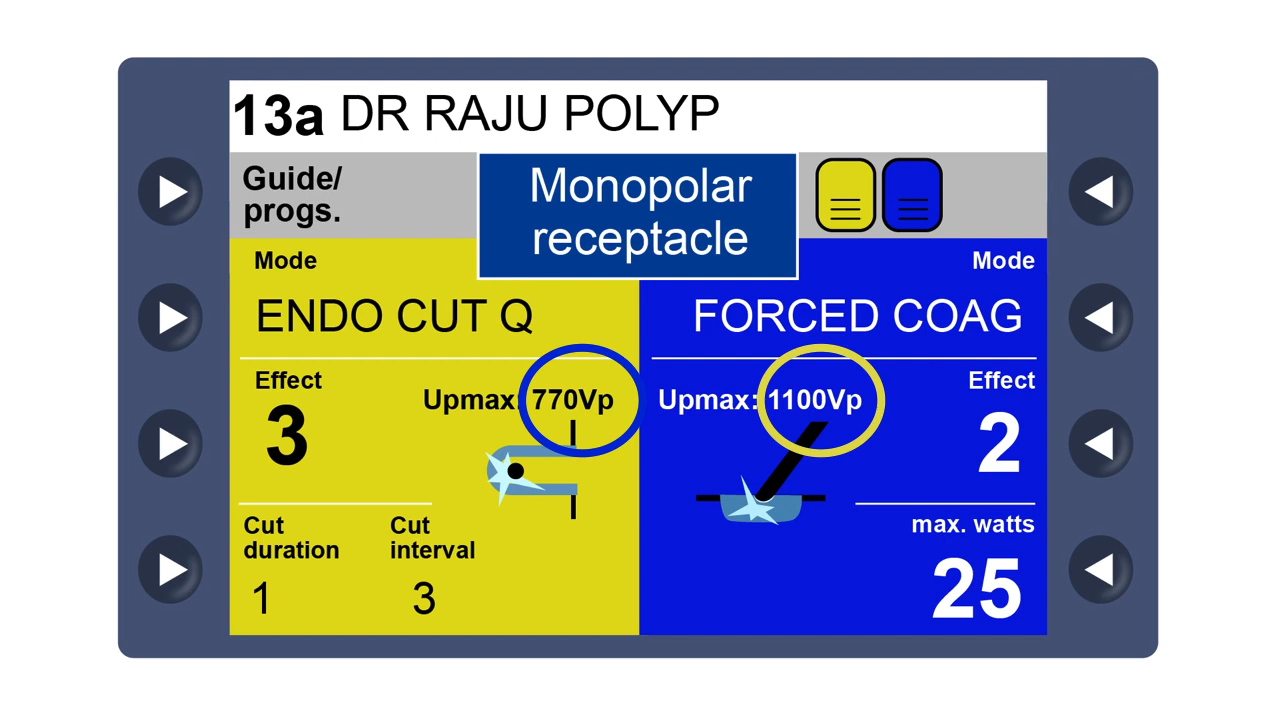 13a DR RAJU POLYP
Guide/
progs.
Monopolar
receptacle
Mode
ENDO CUT Q
Effect
3
Upmax: 770Vp
Cut
duration
1
Cut
interval
3
Mode
FORCED COAG
Upmax: 1100Vp
Effect
2
max. watts
25